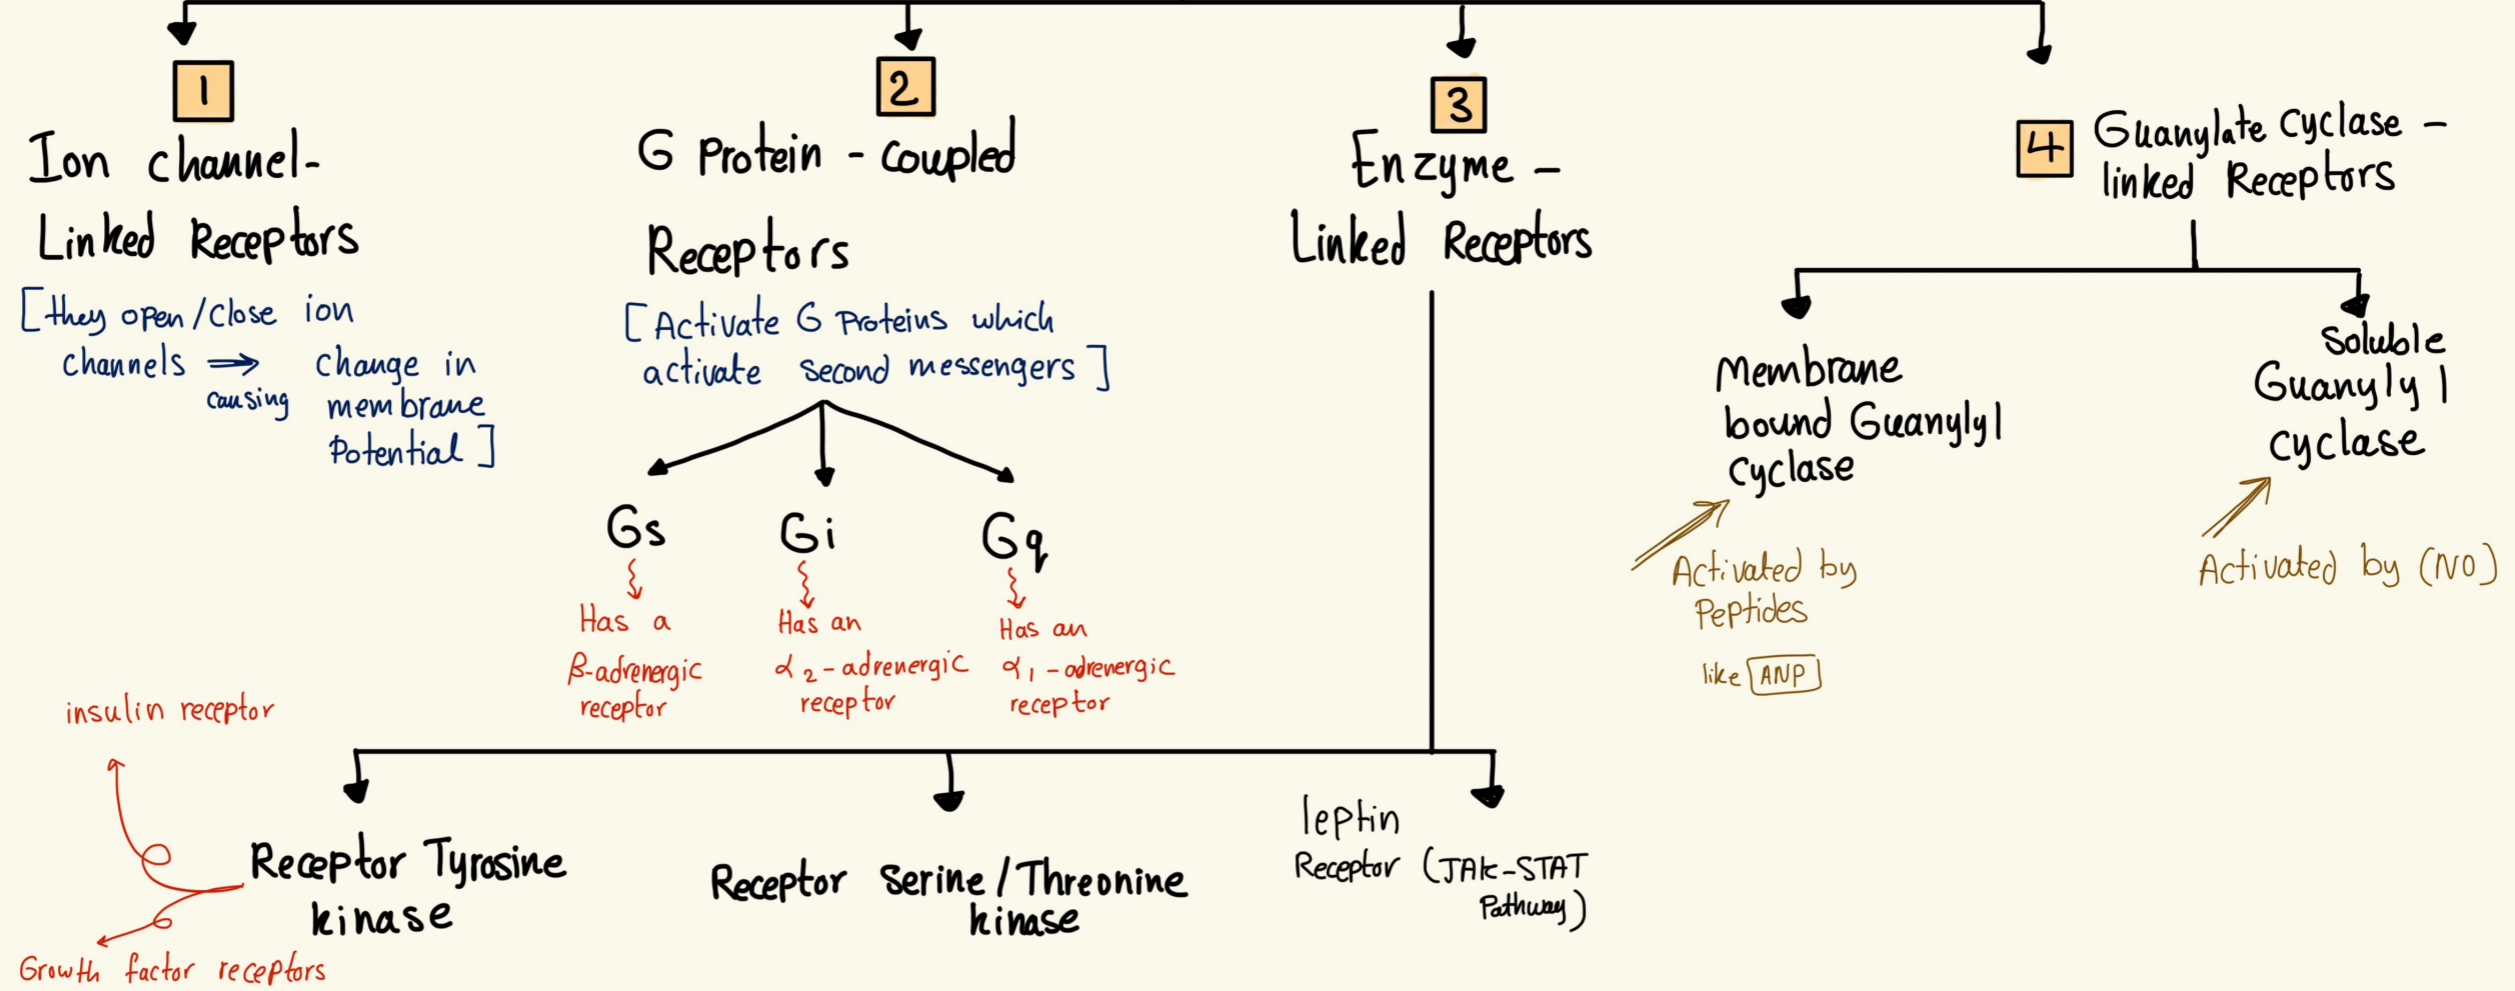 1
Ion channel-
Linked Receptors
[they open/close ion
channels ⟹ change in
causing membrane
Potential]
2
G Protein - coupled
Receptors
[Activate G Proteins which
activate second messengers]
Gs
Has a
β-adrenergic
receptor
Gi
Has an
α2-adrenergic
receptor
Gq
Has an
α1-adrenergic
receptor
3
Enzyme -
Linked Receptors
insulin receptor
Receptor Tyrosine
kinase
Growth factor receptors
Receptor Serine/Threonine
kinase
leptin
Receptor (JAK-STAT
Pathway)
4
Guanylate cyclase -
linked Receptors
Membrane
bound Guanylyl
cyclase
Activated by
Peptides
like ANP
Soluble
Guanylyl
cyclase
Activated by (NO)